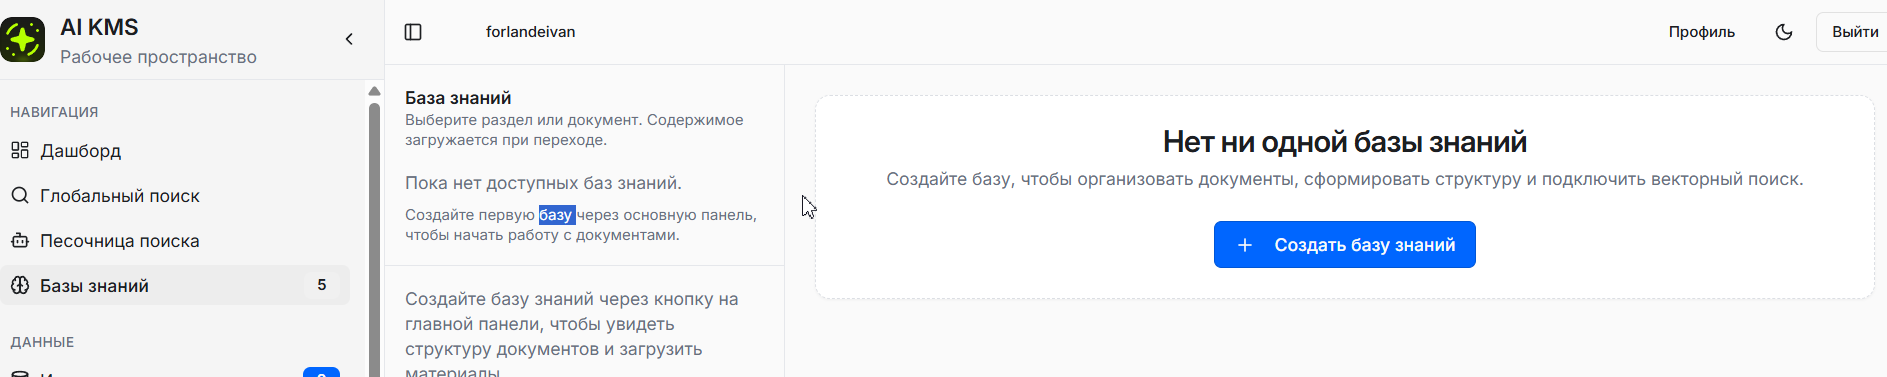 AI KMS
Рабочее пространство
НАВИГАЦИЯ
Дашборд
Глобальный поиск
Песочница поиска
Базы знаний 5
ДАННЫЕ
forlandeivan
Профиль
Выйти
База знаний
Выберите раздел или документ. Содержимое
загружается при переходе.
Пока нет доступных баз знаний.
Создайте первую базу через основную панель,
чтобы начать работу с документами.
Создайте базу знаний через кнопку на
главной панели, чтобы увидеть
структуру документов и загрузить
материалы
Нет ни одной базы знаний
Создайте базу, чтобы организовать документы, сформировать структуру и подключить векторный поиск.
Создать базу знаний